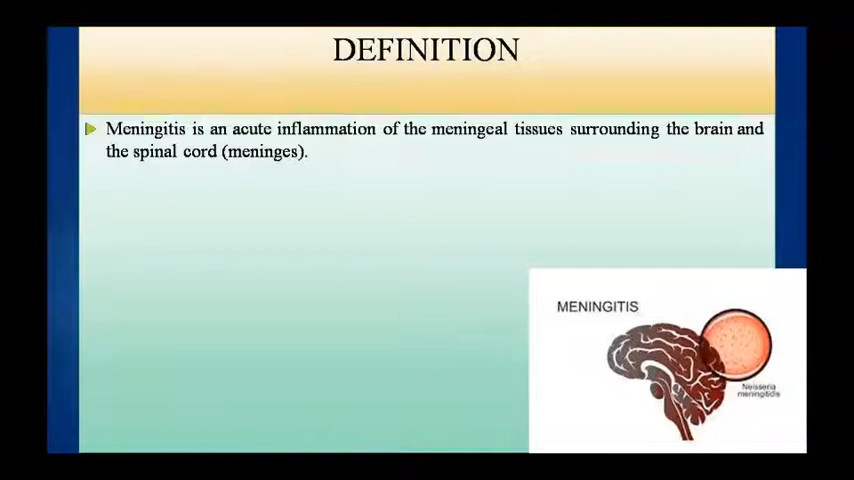 DEFINITION
Meningitis is an acute inflammation of the meningeal tissues surrounding the brain and
the spinal cord (meninges).
MENINGITIS
Neisseria
meningitidis